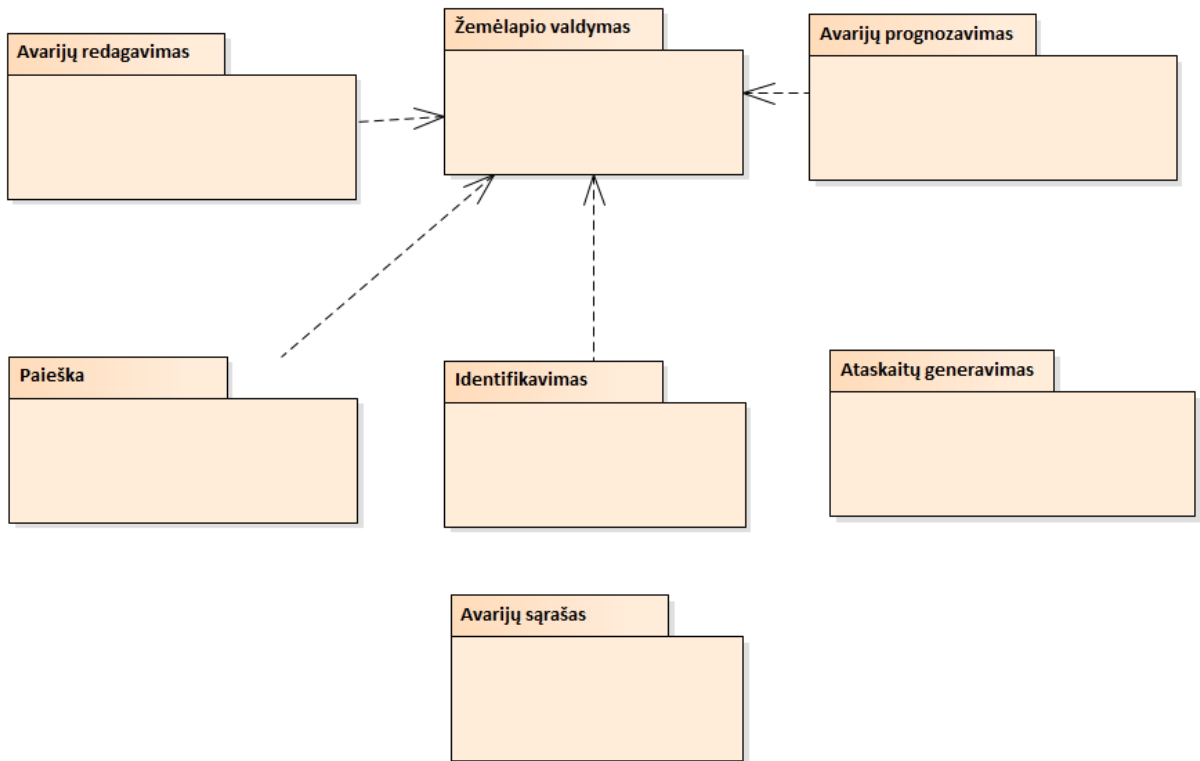 Avarijų redagavimas
Žemėlapio valdymas
Avarijų prognozavimas
Paieška
Identifikavimas
Ataskaitų generavimas
Avarijų sąrašas